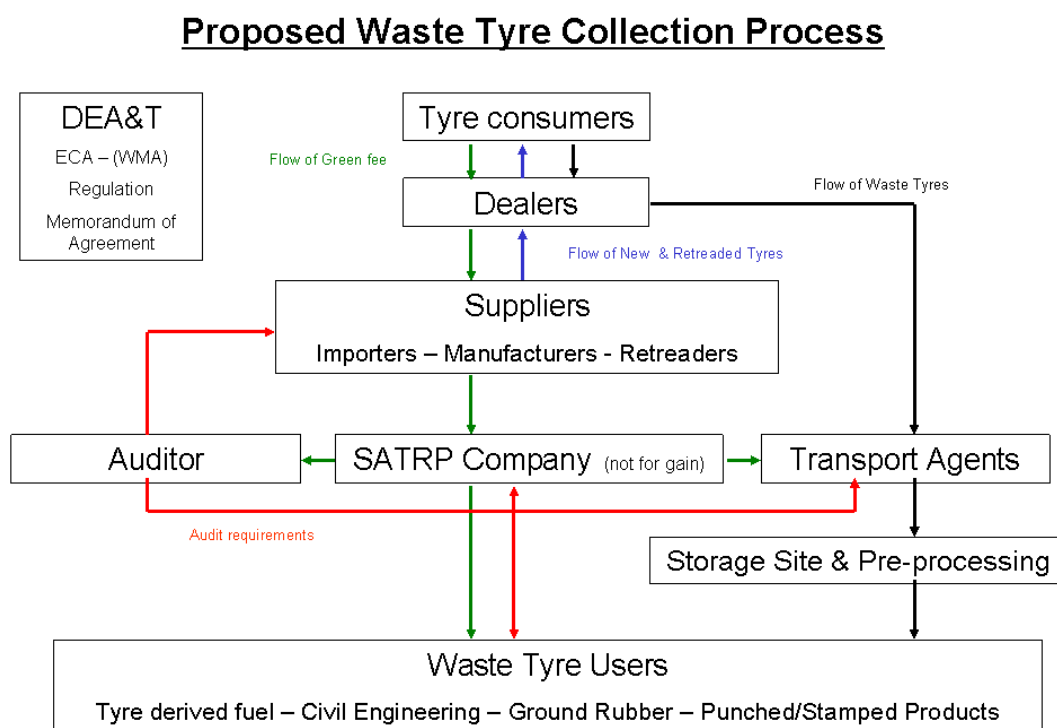 Proposed Waste Tyre Collection Process
DEA&T
ECA – (WMA)
Regulation
Memorandum of
Agreement
Tyre consumers
Flow of Green fee
Dealers
Flow of Waste Tyres
Flow of New & Retreaded Tyres
Suppliers
Importers – Manufacturers - Retreaders
Auditor
SATRP Company (not for gain)
Transport Agents
Audit requirements
Storage Site & Pre-processing
Waste Tyre Users
Tyre derived fuel – Civil Engineering – Ground Rubber – Punched/Stamped Products